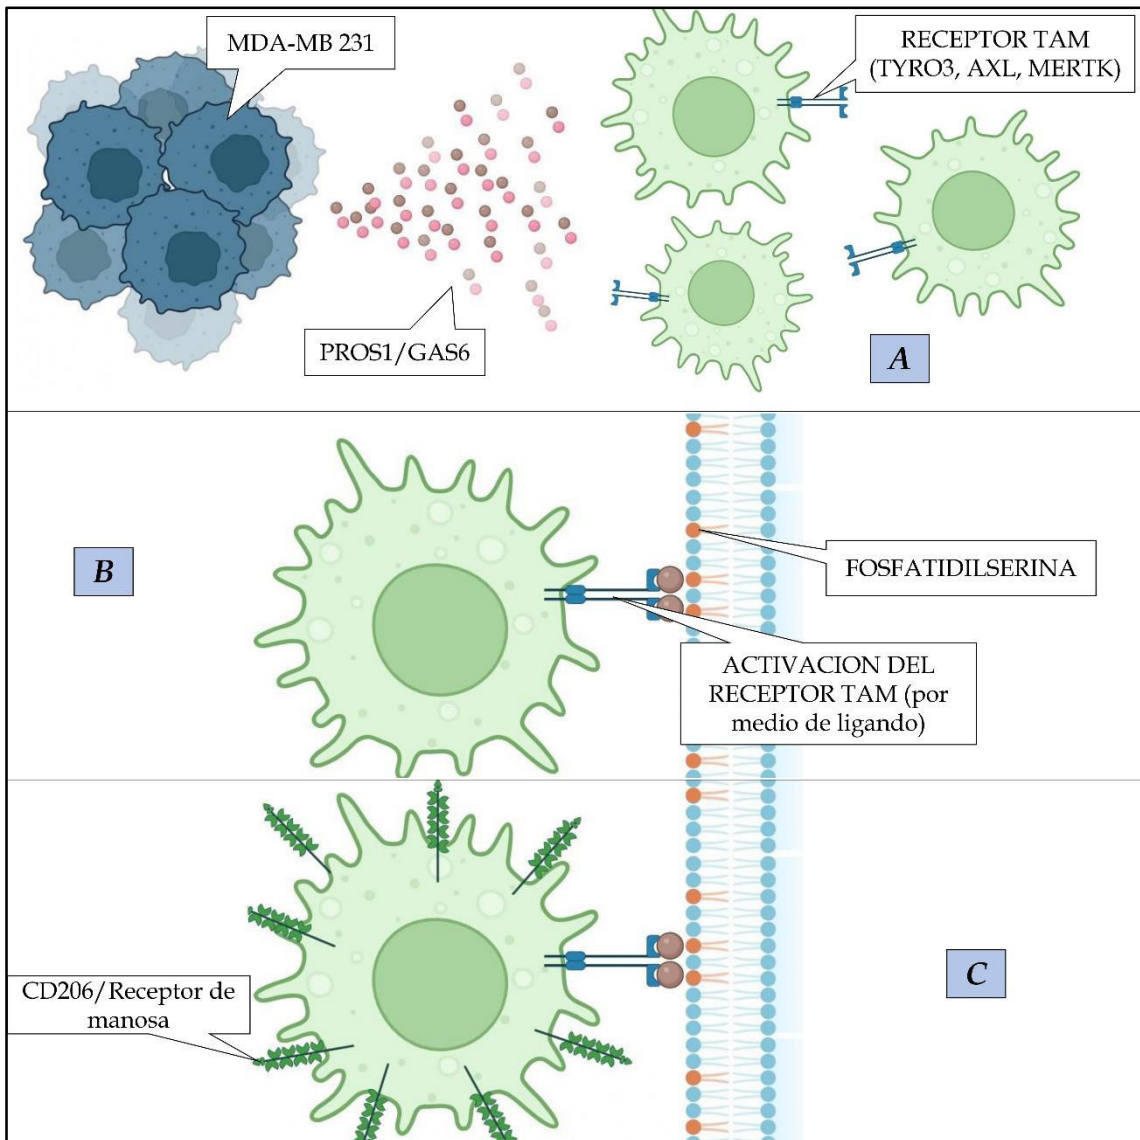 MDA-MB 231
RECEPTOR TAM
(TYRO3, AXL, MERTK)
PROS1/GAS6
A
B
FOSFATIDILSERINA
ACTIVACION DEL
RECEPTOR TAM (por
medio de ligando)
CD206/Receptor de
manosa
C